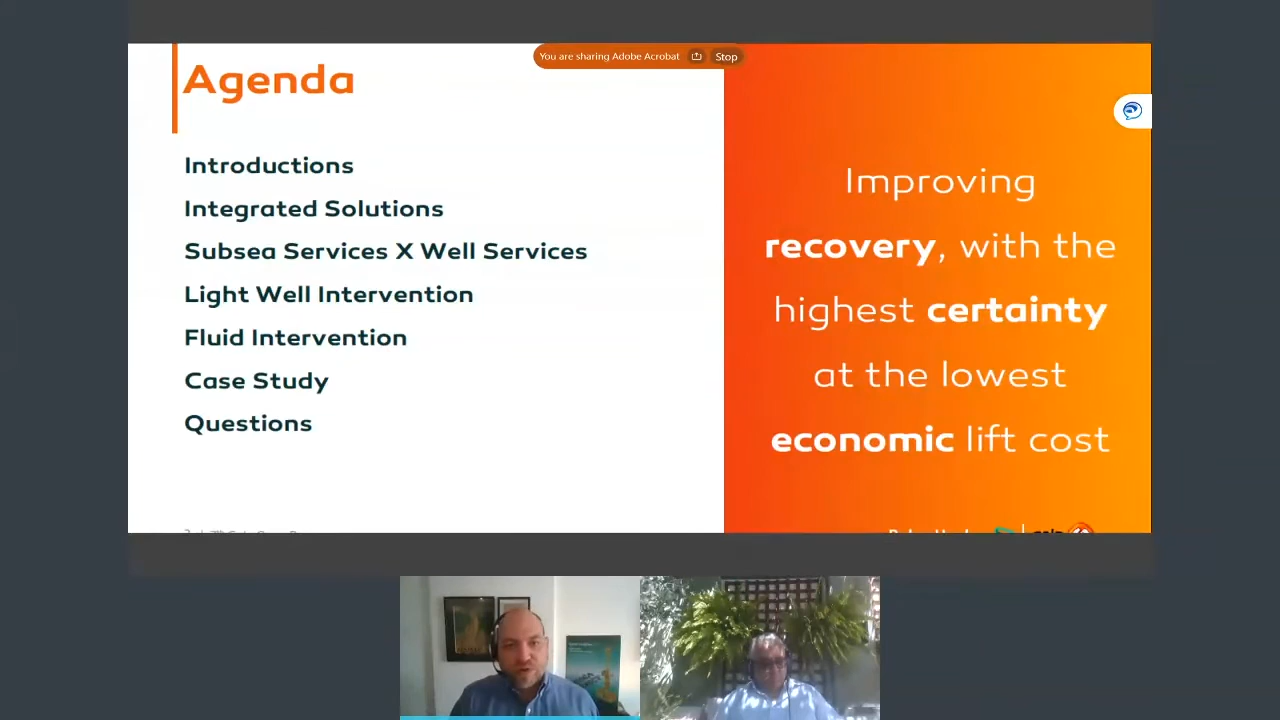 You are sharing Adobe Acrobat Stop
Agenda
Introductions
Integrated Solutions
Subsea Services X Well Services
Light Well Intervention
Fluid Intervention
Case Study
Questions
Improving
recovery, with the
highest certainty
at the lowest
economic lift cost